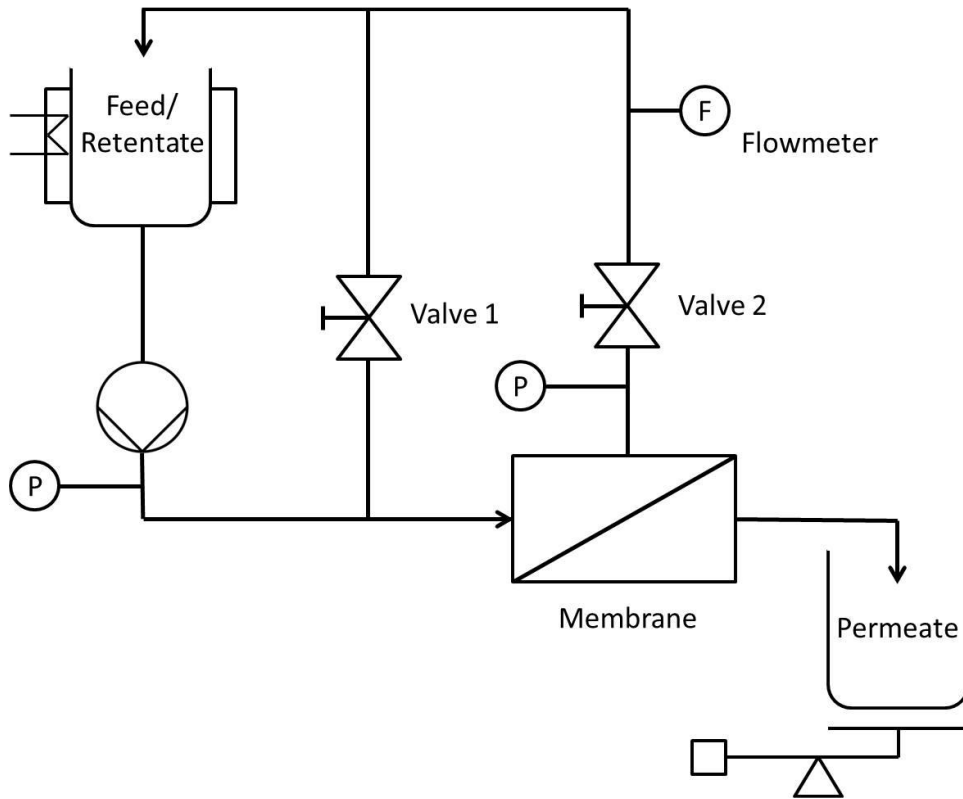 Feed/
Retentate
F
Flowmeter
Valve 1
Valve 2
P
P
Membrane
Permeate